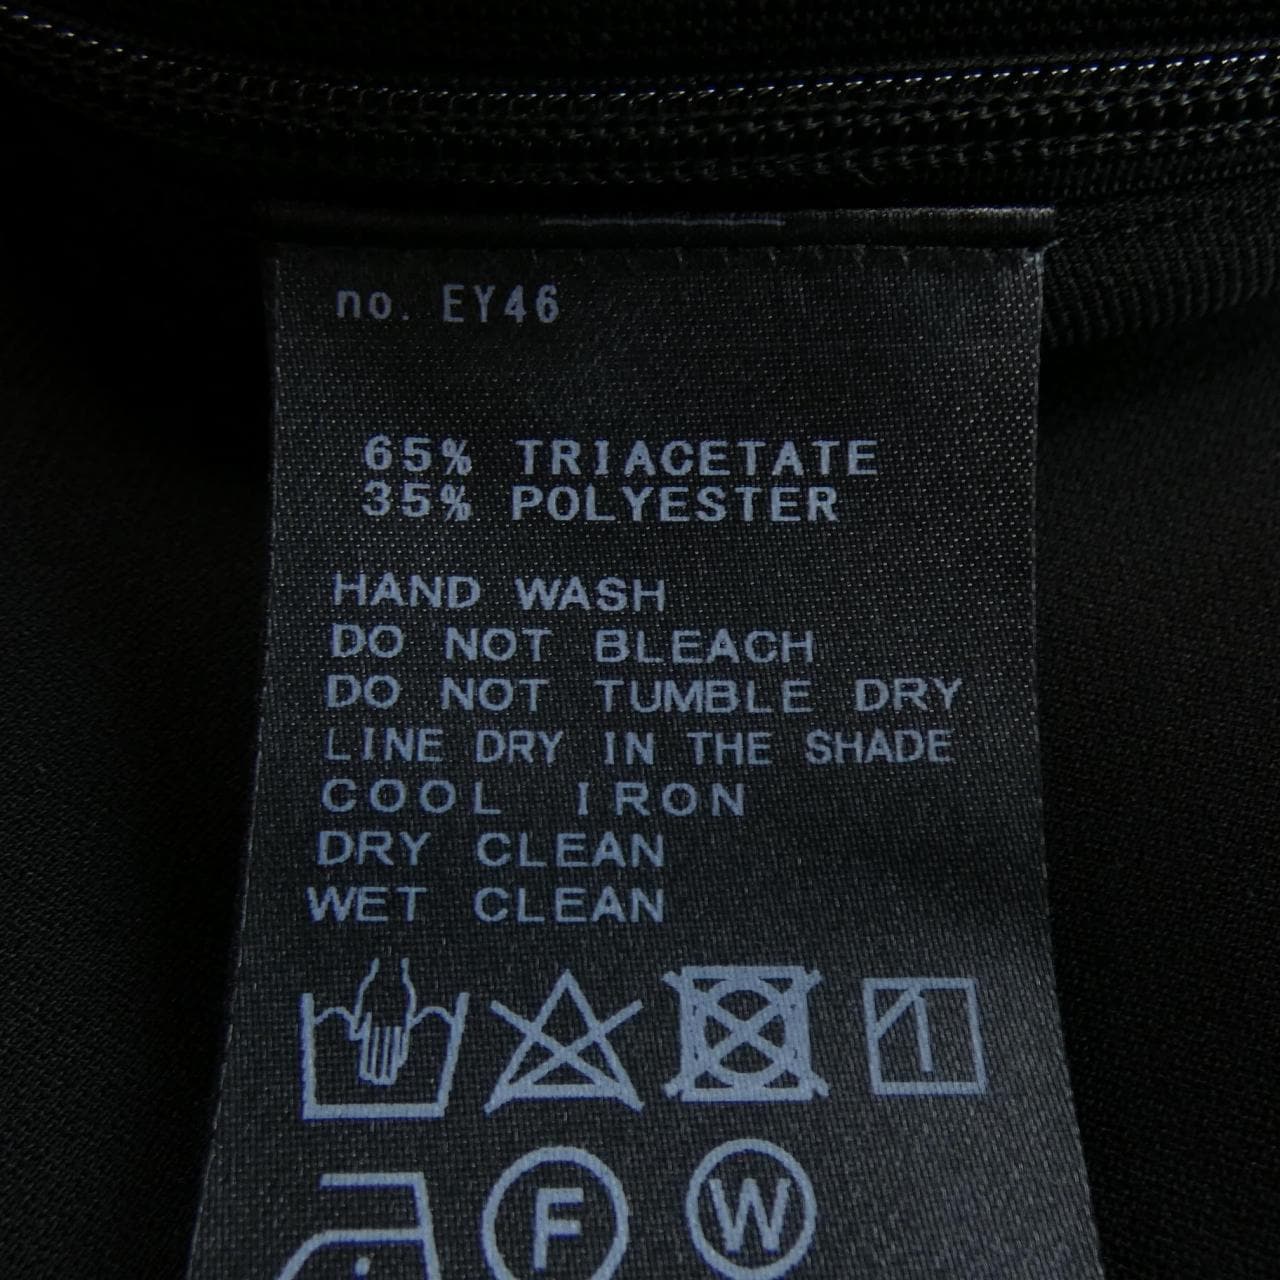 no. EY46
65% TRIACETATE
35% POLYESTER
HAND WASH
DO NOT BLEACH
DO NOT TUMBLE DRY
LINE DRY IN THE SHADE
COOL IRON
DRY CLEAN
WET CLEAN
F W